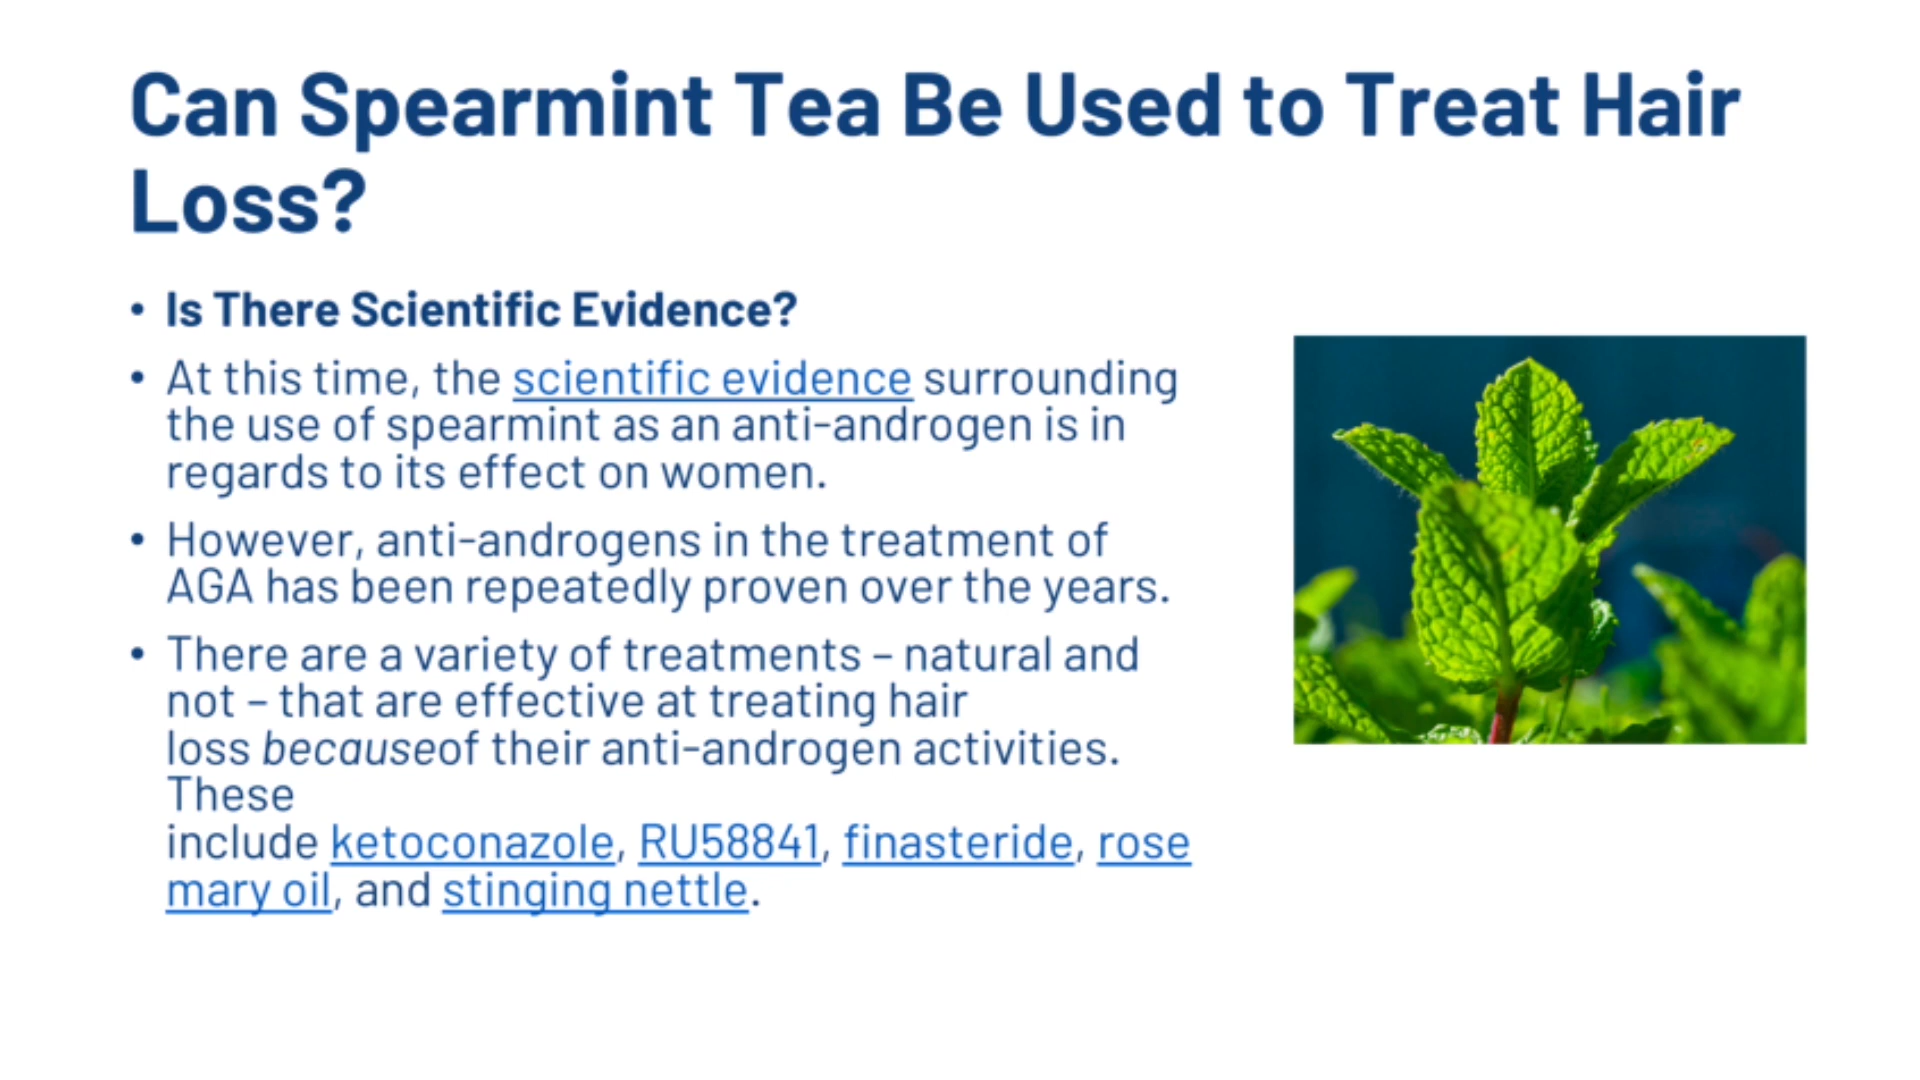 Can Spearmint Tea Be Used to Treat Hair
Loss?
• Is There Scientific Evidence?
• At this time, the scientific evidence surrounding
the use of spearmint as an anti-androgen is in
regards to its effect on women.
• However, anti-androgens in the treatment of
AGA has been repeatedly proven over the years.
• There are a variety of treatments – natural and
not – that are effective at treating hair
loss becauseof their anti-androgen activities.
These
include ketoconazole, RU58841, finasteride, rose
mary oil, and stinging nettle.